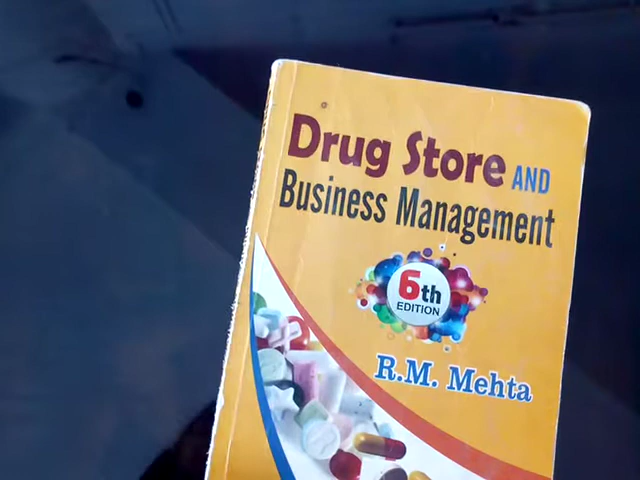 Drug Store AND
Business Management
6th
EDITION
R.M. Mehta